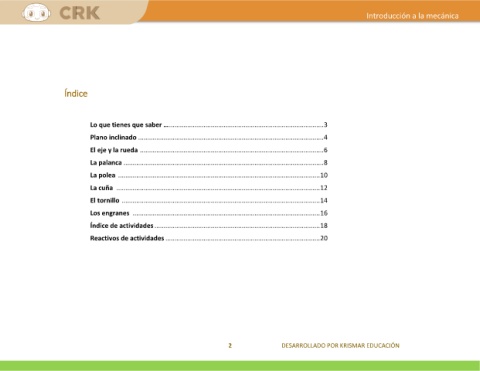 CRK
Introducción a la mecánica
Índice
Lo que tienes que saber ... 3
Plano inclinado ... 4
El eje y la rueda ... 6
La palanca ... 8
La polea ... 10
La cuña ... 12
El tornillo ... 14
Los engranes ... 16
Índice de actividades ... 18
Reactivos de actividades ... 20
2 DESARROLLADO POR KRISMAR EDUCACIÓN